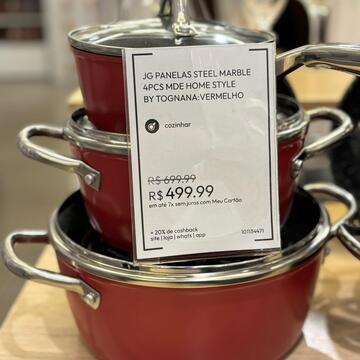 JG PANELAS STEEL MARBLE
4PCS MDE HOME STYLE
BY TOGNANA:VERMELHO
cozinhar
R$ 699.99
R$ 499.99
em até 7x sem juros com Meu Cartão
+ 20% de cashback
site | loja | whats | app
101134471